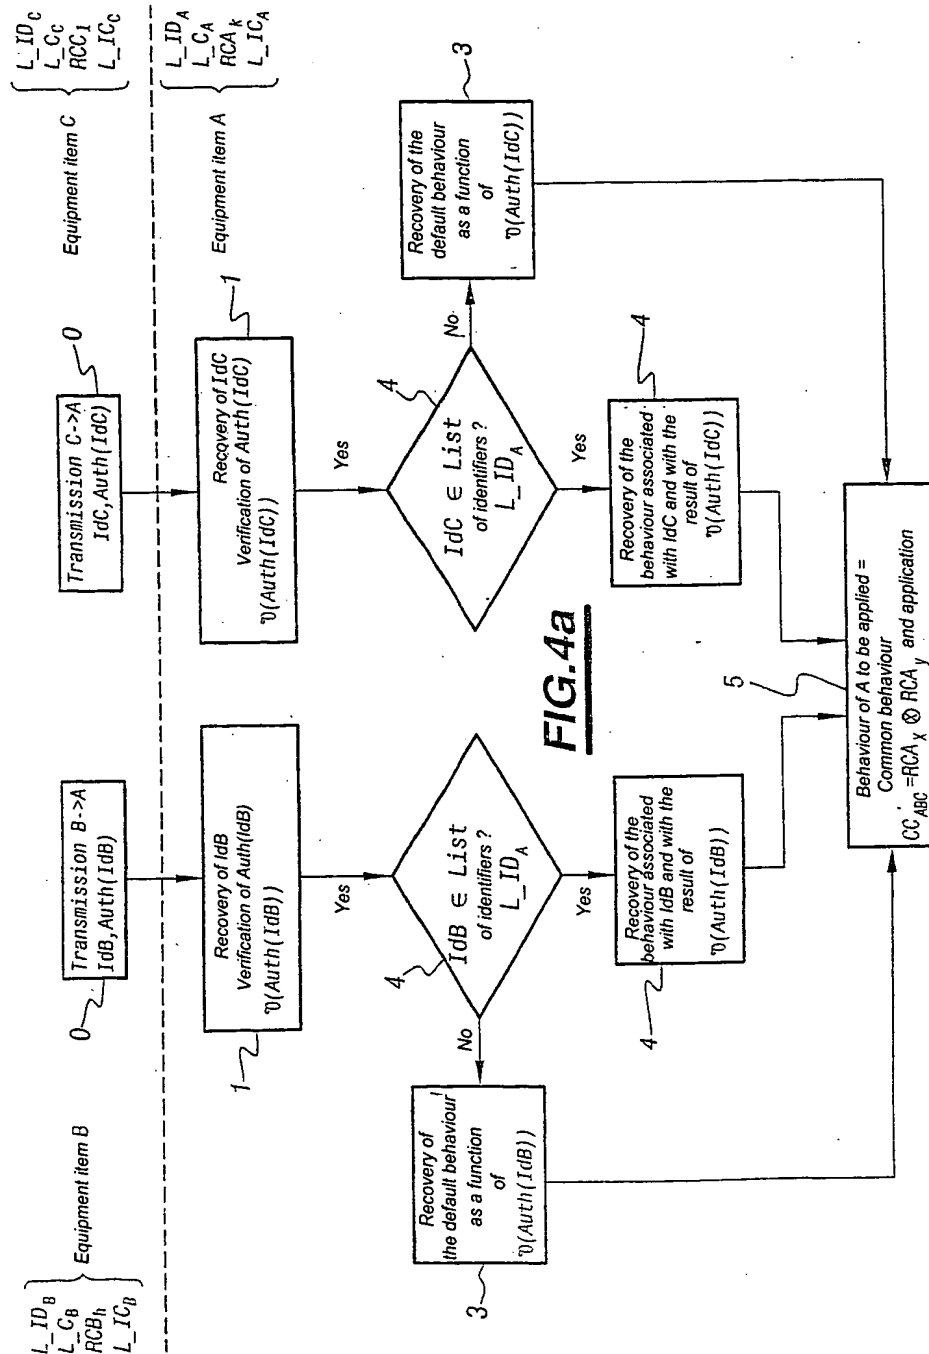 L_ID_B
L_C_B
RCB_h
L_IC_B
Equipment item B
Equipment item C
L_ID_C
L_C_C
RCC_l
L_IC_C
Transmission B->A
IdB,Auth(IdB)
0
Transmission C->A
IdC,Auth(IdC)
0
Equipment item A
L_ID_A
L_C_A
RCA_k
L_IC_A
Recovery of IdB
Verification of Auth(IdB)
𝒱(Auth(IdB))
1
Recovery of IdC
Verification of Auth(IdC)
𝒱(Auth(IdC))
1
Yes
Yes
IdB ∈ List
of identifiers ?
L_ID_A
4
No
IdC ∈ List
of identifiers ?
L_ID_A
4
No
Recovery of
the default behaviour
as a function
of
𝒱(Auth(IdB))
3
Recovery of the
default behaviour
as a function
of
𝒱(Auth(IdC))
3
Yes
Yes
Recovery of the
behaviour associated
with IdB and with the
result of
𝒱(Auth(IdB))
4
Recovery of the
behaviour associated
with IdC and with the
result of
𝒱(Auth(IdC))
4
FIG.4a
5
Behaviour of A to be applied =
Common behaviour
CC'_ABC =RCA_x ⊗ RCA_y and application